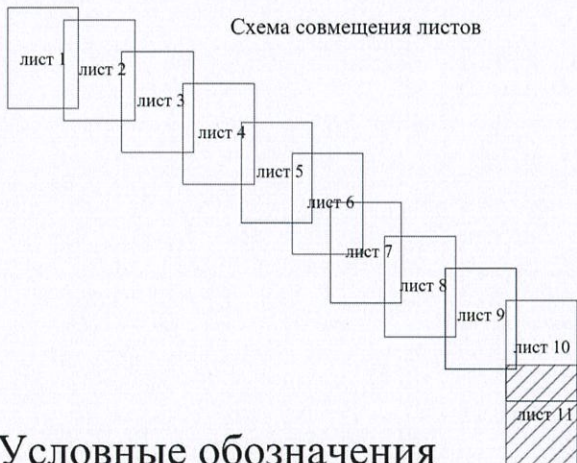 Схема совмещения листов
лист 1
лист 2
лист 3
лист 4
лист 5
лист 6
лист 7
лист 8
лист 9
лист 10
лист 11
Условные обозначения